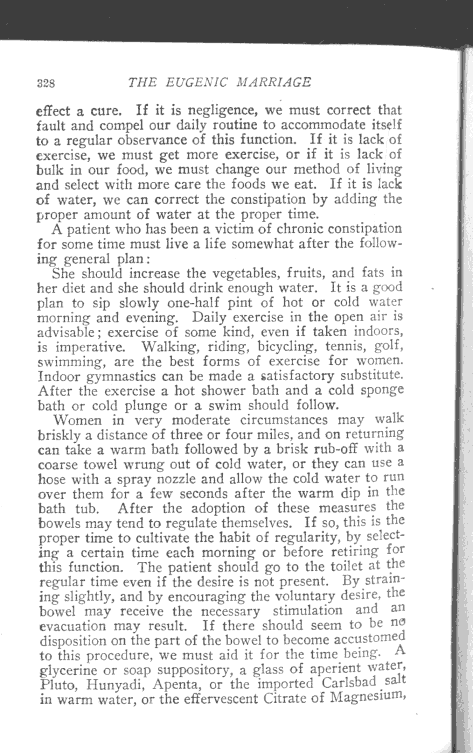 328 THE EUGENIC MARRIAGE
effect a cure. If it is negligence, we must correct that
fault and compel our daily routine to accommodate itself
to a regular observance of this function. If it is lack of
exercise, we must get more exercise, or if it is lack of
bulk in our food, we must change our method of living
and select with more care the foods we eat. If it is lack
of water, we can correct the constipation by adding the
proper amount of water at the proper time.
A patient who has been a victim of chronic constipation
for some time must live a life somewhat after the follow-
ing general plan:
She should increase the vegetables, fruits, and fats in
her diet and she should drink enough water. It is a good
plan to sip slowly one-half pint of hot or cold water
morning and evening. Daily exercise in the open air is
advisable; exercise of some kind, even if taken indoors,
is imperative. Walking, riding, bicycling, tennis, golf,
swimming, are the best forms of exercise for women.
Indoor gymnastics can be made a satisfactory substitute.
After the exercise a hot shower bath and a cold sponge
bath or cold plunge or a swim should follow.
Women in very moderate circumstances may walk
briskly a distance of three or four miles, and on returning
can take a warm bath followed by a brisk rub-off with a
coarse towel wrung out of cold water, or they can use a
hose with a spray nozzle and allow the cold water to run
over them for a few seconds after the warm dip in the
bath tub. After the adoption of these measures the
bowels may tend to regulate themselves. If so, this is the
proper time to cultivate the habit of regularity, by select-
ing a certain time each morning or before retiring for
this function. The patient should go to the toilet at the
regular time even if the desire is not present. By strain-
ing slightly, and by encouraging the voluntary desire, the
bowel may receive the necessary stimulation and an
evacuation may result. If there should seem to be no
disposition on the part of the bowel to become accustomed
to this procedure, we must aid it for the time being. A
glycerine or soap suppository, a glass of aperient water,
Pluto, Hunyadi, Apenta, or the imported Carlsbad salt
in warm water, or the effervescent Citrate of Magnesium,